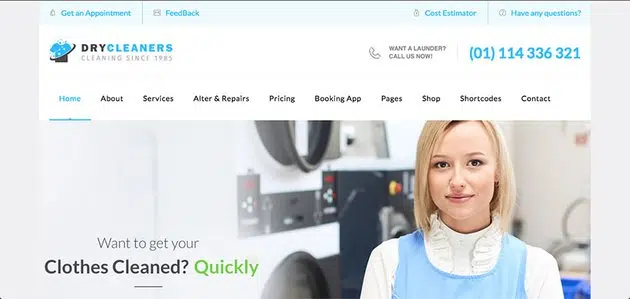 Get an Appointment FeedBack Cost Estimator Have any questions?
DRYCLEANERS
CLEANING SINCE 1985
WANT A LAUNDER?
CALL US NOW!
(01) 114 336 321
Home About Services Alter & Repairs Pricing Booking App Pages Shop Shortcodes Contact
Want to get your
Clothes Cleaned? Quickly